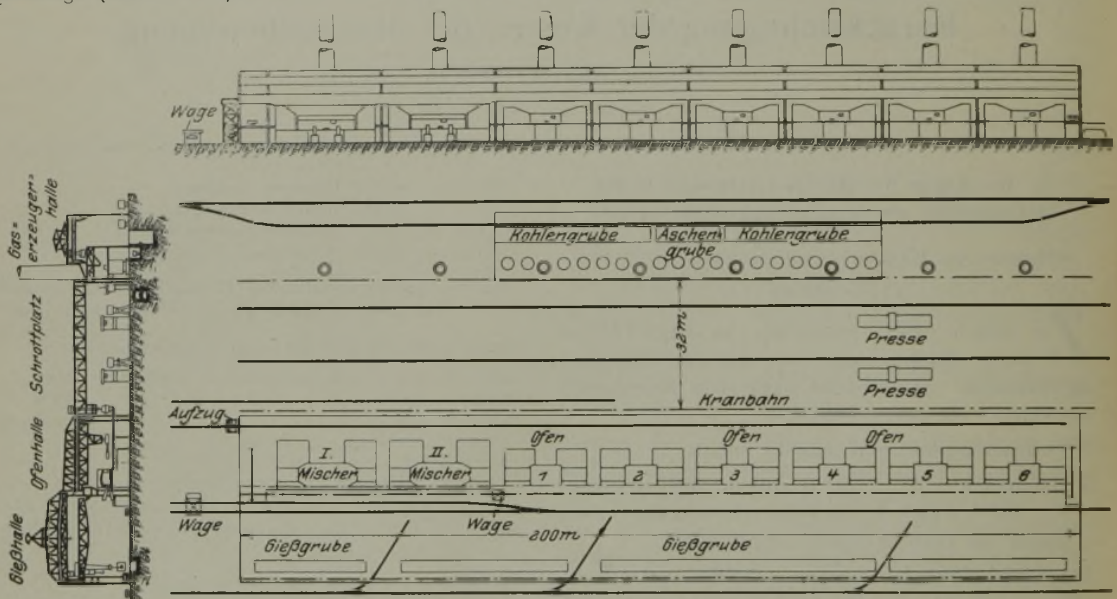 Wage
Gas=
erzeuger=
halle
Schrottplatz
Ofenhalle
Gießhalle
Kohlengrube
Aschen
grube
Kohlengrube
32m
Presse
Presse
Kranbahn
Aufzug
Ofen
Ofen
Ofen
I.
Mischer
II.
Mischer
1
2
3
4
5
6
Wage
Wage
200m
Gießgrube
Gießgrube